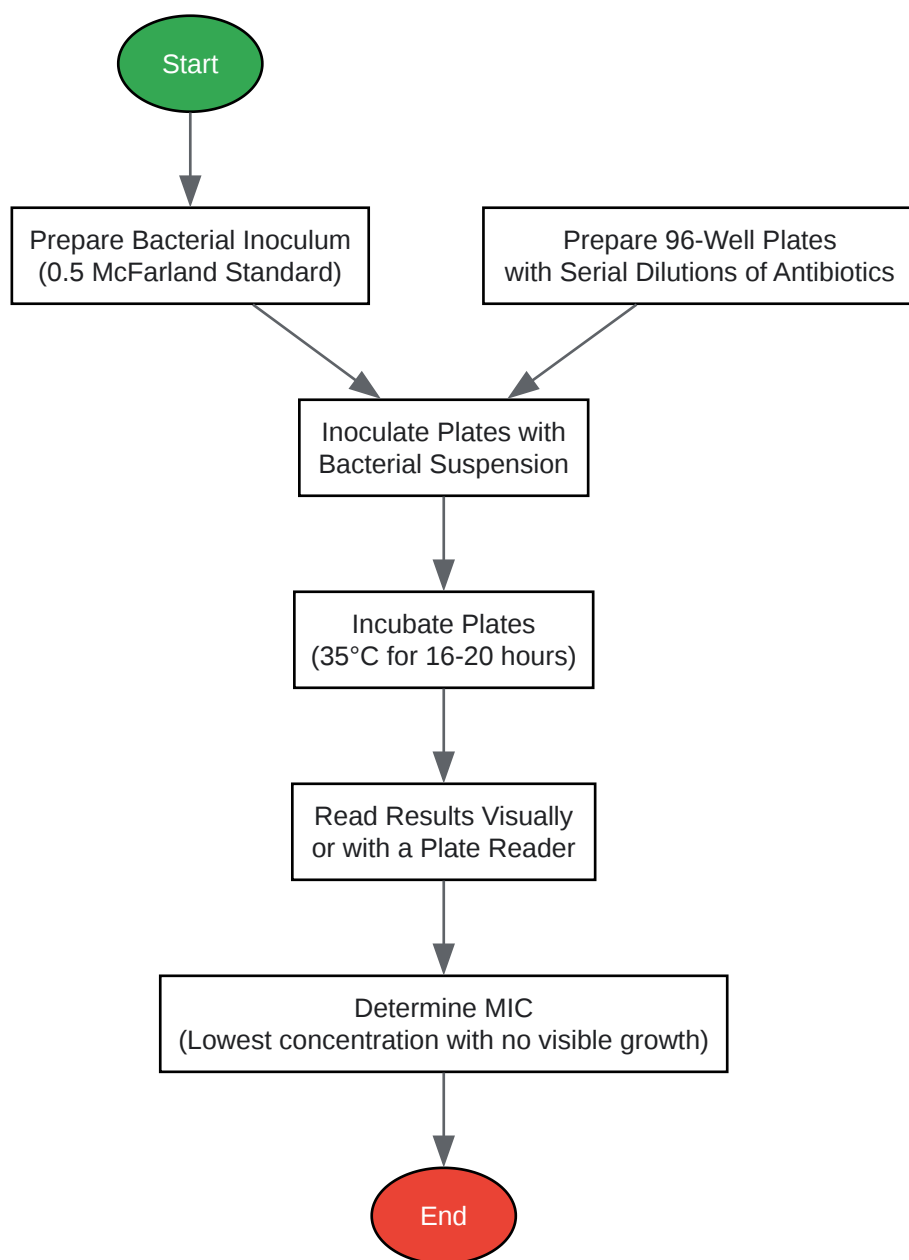 Start
Prepare Bacterial Inoculum
(0.5 McFarland Standard)
Prepare 96-Well Plates
with Serial Dilutions of Antibiotics
Inoculate Plates with
Bacterial Suspension
Incubate Plates
(35°C for 16-20 hours)
Read Results Visually
or with a Plate Reader
Determine MIC
(Lowest concentration with no visible growth)
End